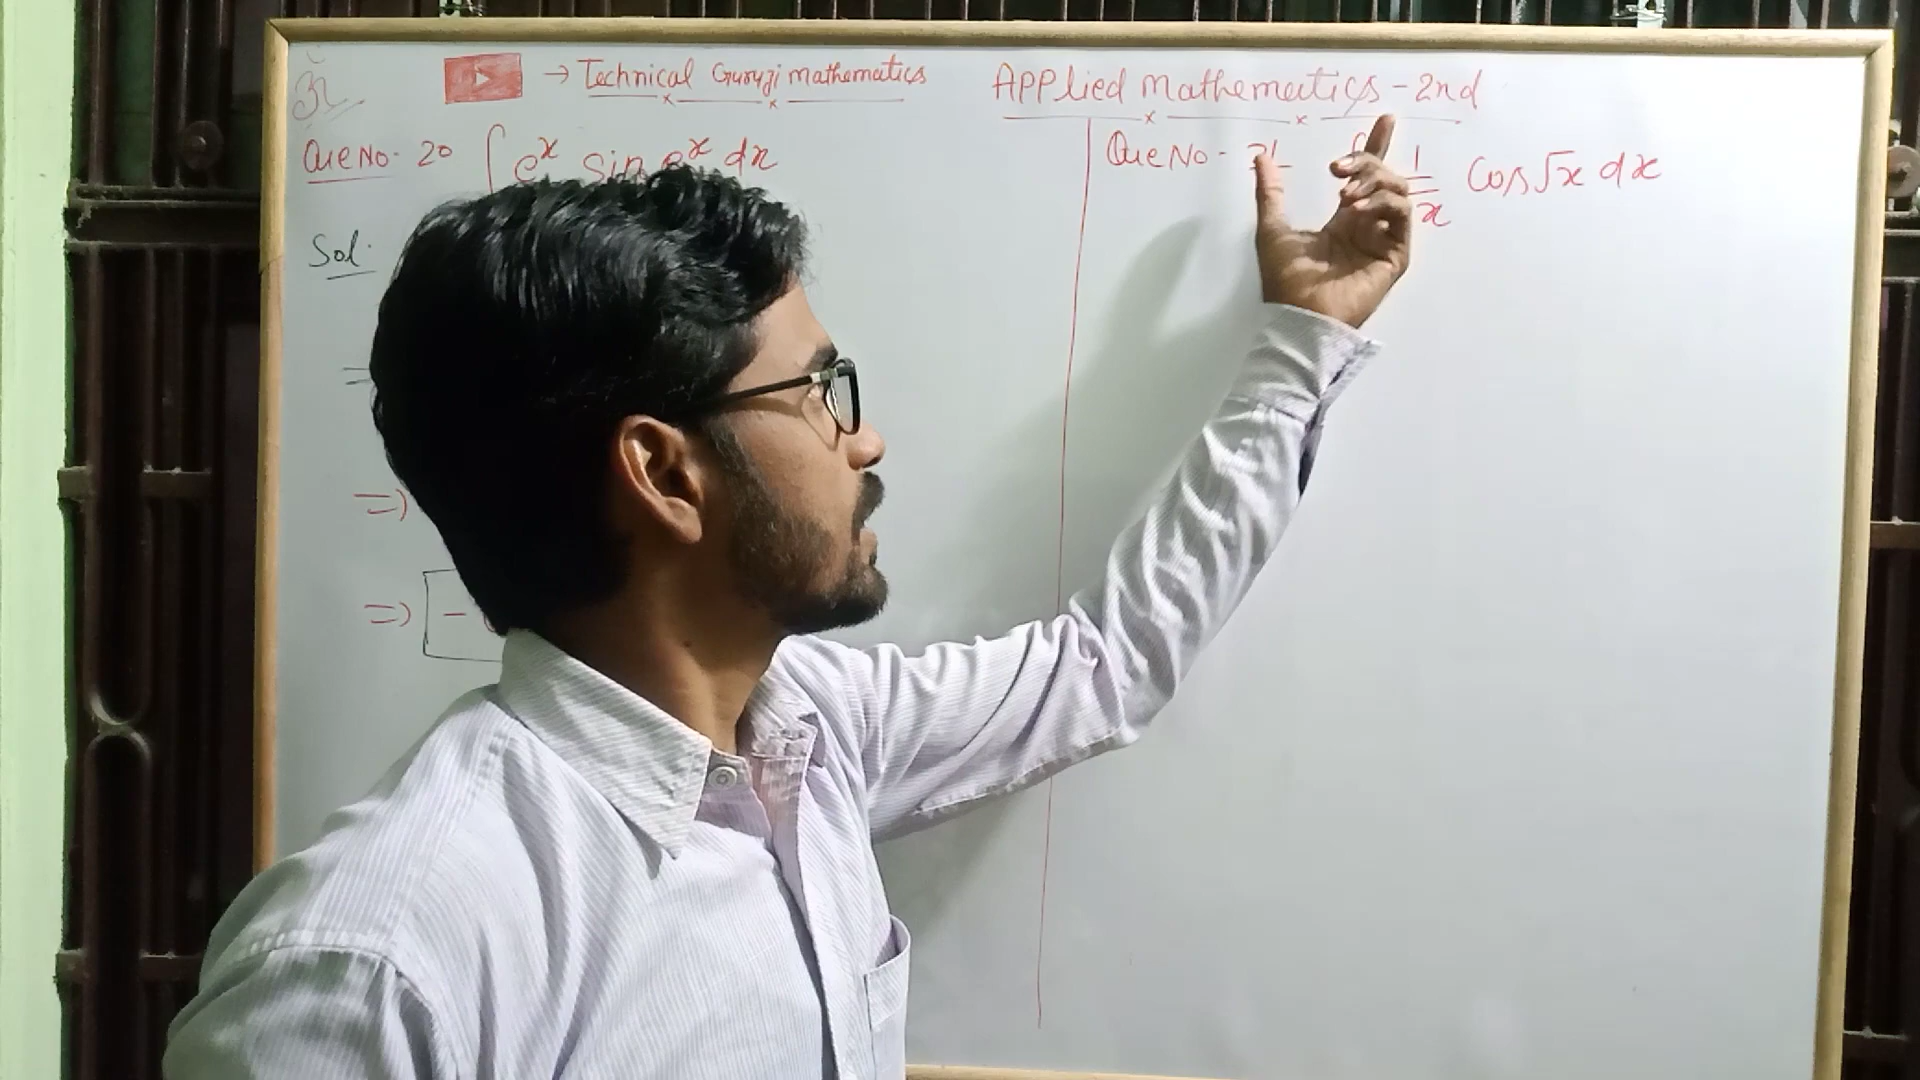 ૐ
→ Technical Guruji mathematics
Applied Mathematics - 2nd
Que No - 20 ∫ e^x sin e^x dx
Sol.
=
=>
=> -
Que No - 21 ∫ 1/√x Cos √x dx